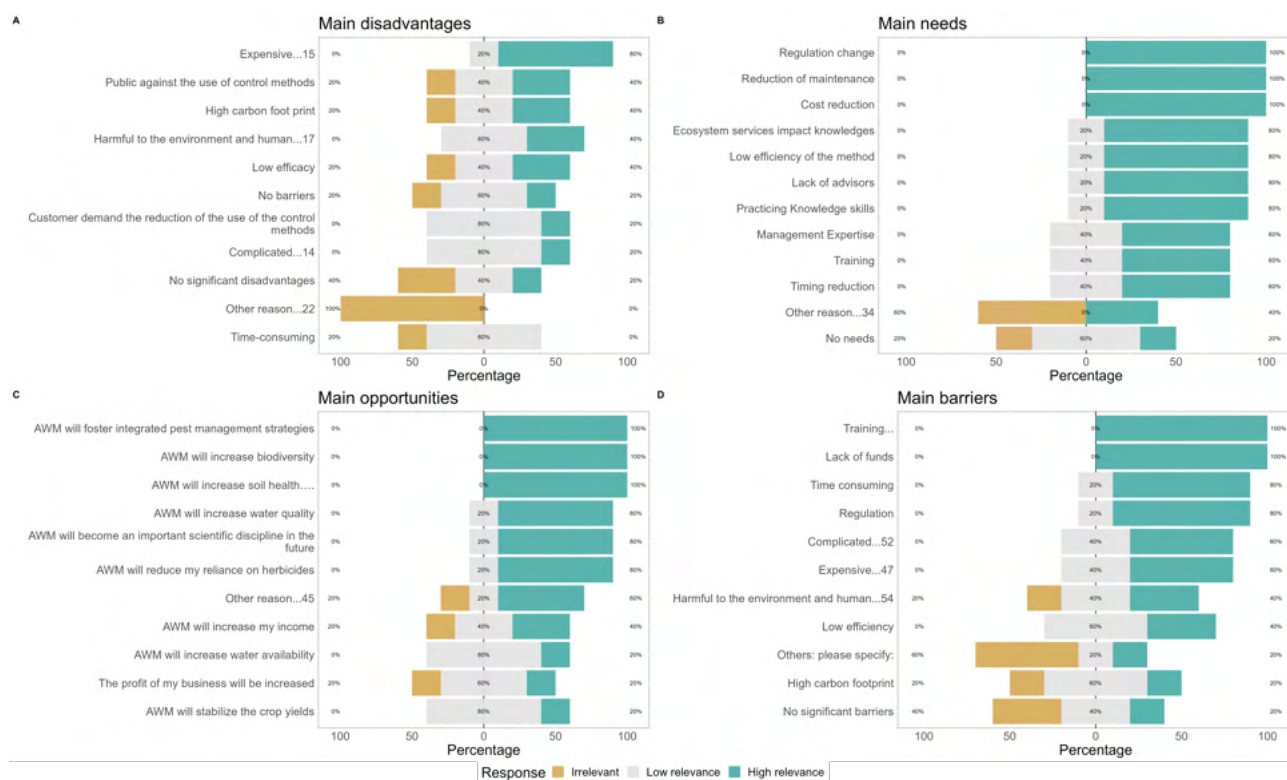 A
Main disadvantages
Expensive...15
0%
20%
80%
Public against the use of control methods
20%
40%
40%
High carbon foot print
20%
40%
40%
Harmful to the environment and human...17
0%
60%
40%
Low efficacy
20%
40%
40%
No barriers
20%
60%
20%
Customer demand the reduction of the use of the control
methods
0%
80%
20%
Complicated...14
0%
80%
20%
No significant disadvantages
40%
40%
20%
Other reason...22
100%
0%
0%
Time-consuming
20%
80%
0%
100
50
0
50
100
Percentage
B
Main needs
Regulation change
0%
0%
100%
Reduction of maintenance
0%
0%
100%
Cost reduction
0%
0%
100%
Ecosystem services impact knowledges
0%
20%
80%
Low efficiency of the method
0%
20%
80%
Lack of advisors
0%
20%
80%
Practicing Knowledge skills
0%
20%
80%
Management Expertise
0%
40%
60%
Training
0%
40%
60%
Timing reduction
0%
40%
60%
Other reason...34
60%
0%
40%
No needs
20%
60%
20%
100
50
0
50
100
Percentage
C
Main opportunities
AWM will foster integrated pest management strategies
0%
0%
100%
AWM will increase biodiversity
0%
0%
100%
AWM will increase soil health....
0%
0%
100%
AWM will increase water quality
0%
20%
80%
AWM will become an important scientific discipline in the
future
0%
20%
80%
AWM will reduce my reliance on herbicides
0%
20%
80%
Other reason...45
20%
20%
60%
AWM will increase my income
20%
40%
40%
AWM will increase water availability
0%
80%
20%
The profit of my business will be increased
20%
60%
20%
AWM will stabilize the crop yields
0%
80%
20%
100
50
0
50
100
Percentage
D
Main barriers
Training...
0%
0%
100%
Lack of funds
0%
0%
100%
Time consuming
0%
20%
80%
Regulation
0%
20%
80%
Complicated...52
0%
40%
60%
Expensive...47
0%
40%
60%
Harmful to the environment and human...54
20%
40%
40%
Low efficiency
0%
60%
40%
Others: please specify:
60%
20%
20%
High carbon footprint
20%
60%
20%
No significant barriers
40%
40%
20%
100
50
0
50
100
Percentage
Response Irrelevant Low relevance High relevance